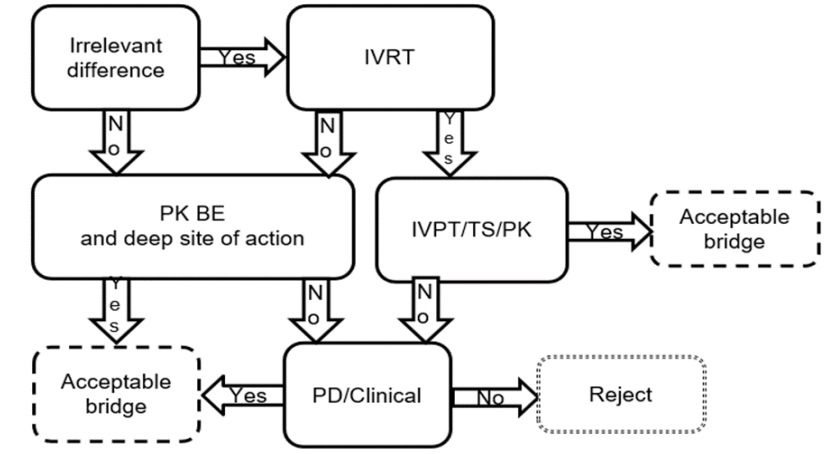 Irrelevant
difference
Yes
IVRT
No
No
Yes
PK BE
and deep site of action
IVPT/TS/PK
Yes
Acceptable
bridge
Yes
No
No
Acceptable
bridge
Yes
PD/Clinical
No
Reject